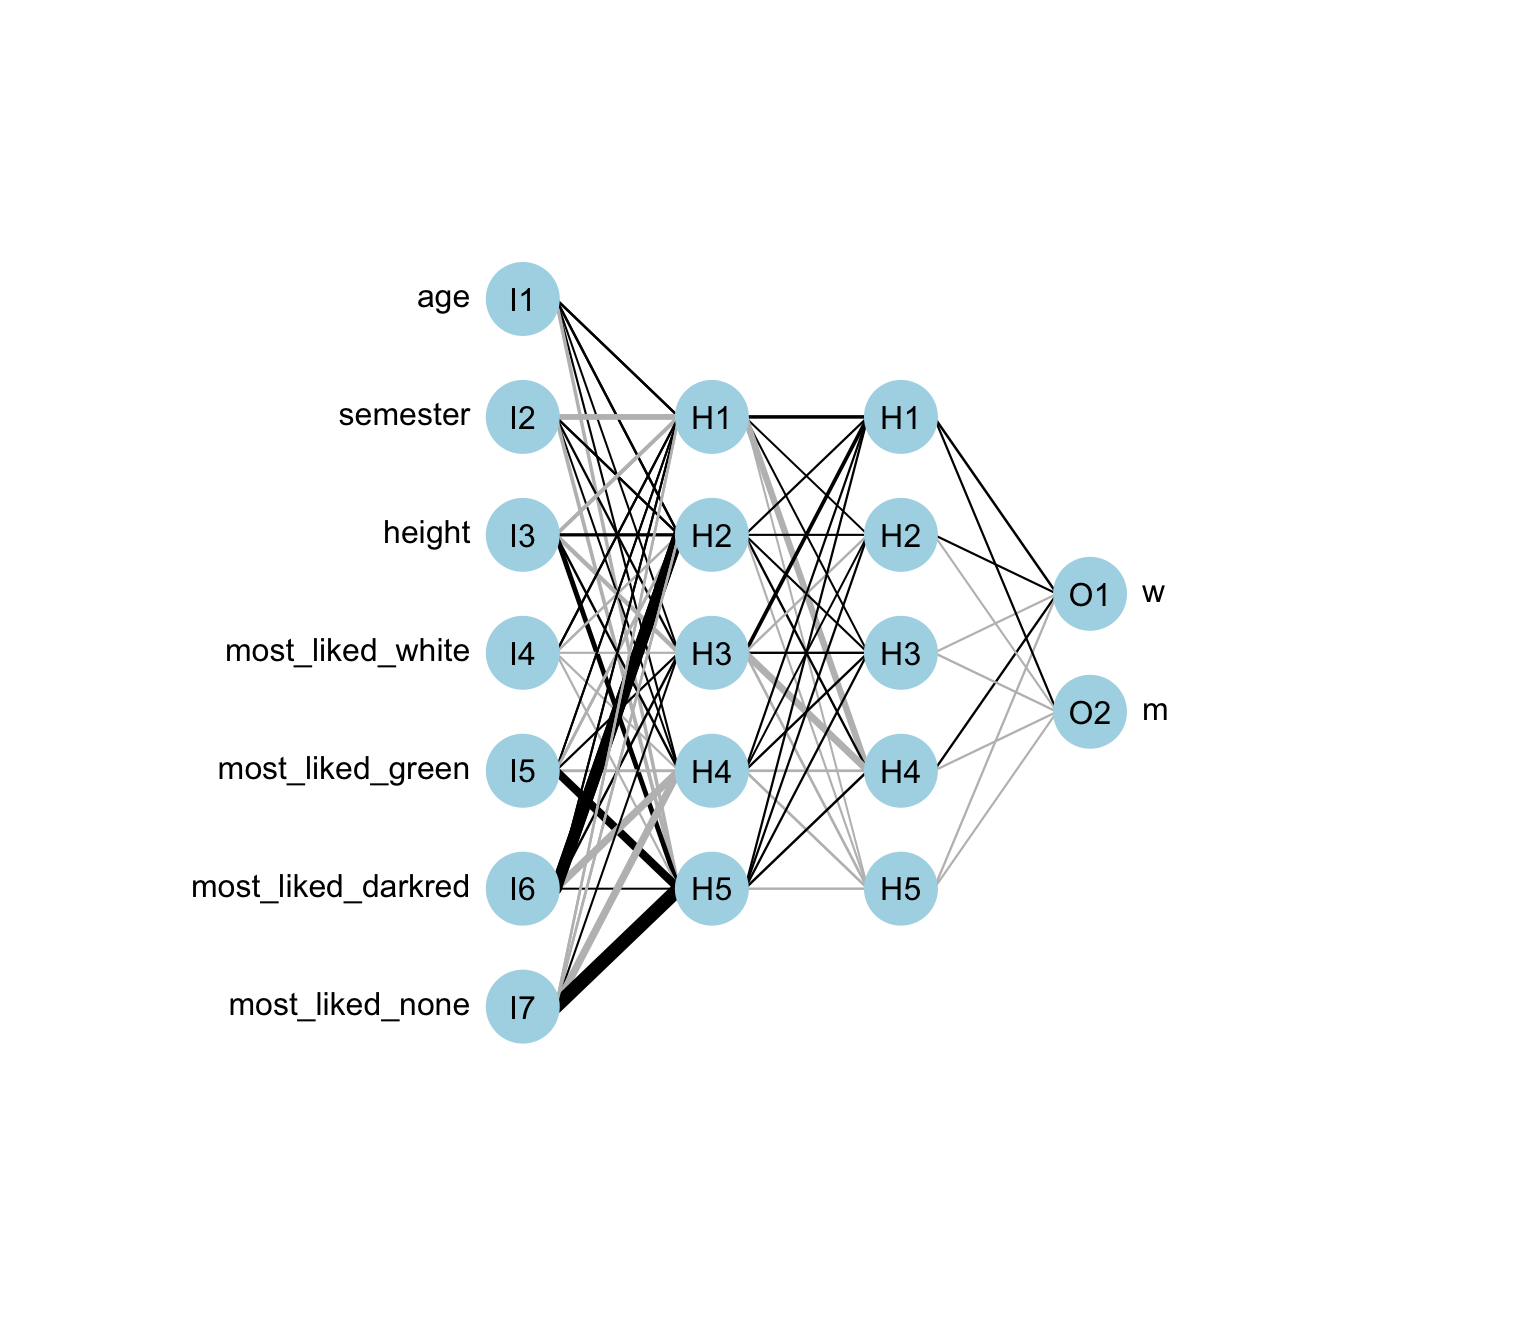 age I1
semester I2 H1 H1
height I3 H2 H2
O1 w
most_liked_white I4 H3 H3
O2 m
most_liked_green I5 H4 H4
most_liked_darkred I6 H5 H5
most_liked_none I7